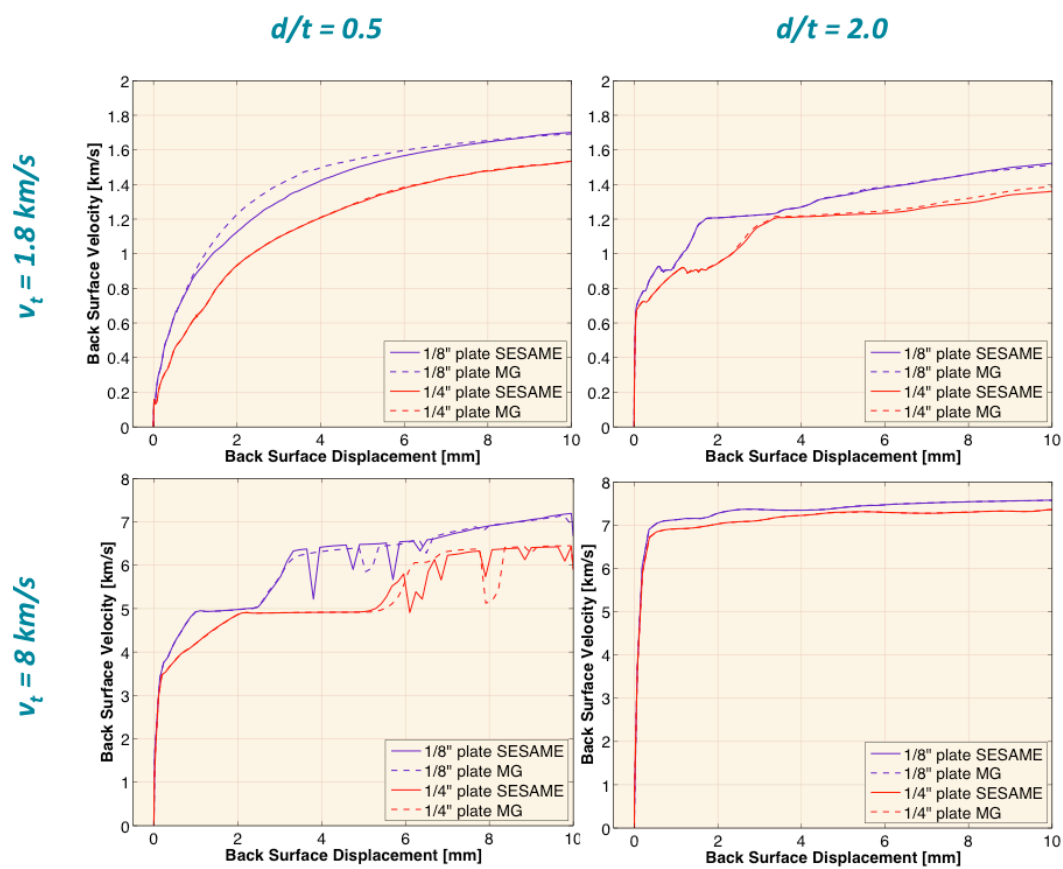 d/t = 0.5
d/t = 2.0
v_t = 1.8 km/s
v_t = 8 km/s
Back Surface Velocity [km/s]
2
1.8
1.6
1.4
1.2
1
0.8
0.6
0.4
0.2
0
1/8" plate SESAME
1/8" plate MG
1/4" plate SESAME
1/4" plate MG
0 2 4 6 8 10
Back Surface Displacement [mm]
Back Surface Velocity [km/s]
2
1.8
1.6
1.4
1.2
1
0.8
0.6
0.4
0.2
0
1/8" plate SESAME
1/8" plate MG
1/4" plate SESAME
1/4" plate MG
0 2 4 6 8 10
Back Surface Displacement [mm]
Back Surface Velocity [km/s]
8
7
6
5
4
3
2
1
0
1/8" plate SESAME
1/8" plate MG
1/4" plate SESAME
1/4" plate MG
0 2 4 6 8 10
Back Surface Displacement [mm]
Back Surface Velocity [km/s]
8
7
6
5
4
3
2
1
0
1/8" plate SESAME
1/8" plate MG
1/4" plate SESAME
1/4" plate MG
0 2 4 6 8 10
Back Surface Displacement [mm]